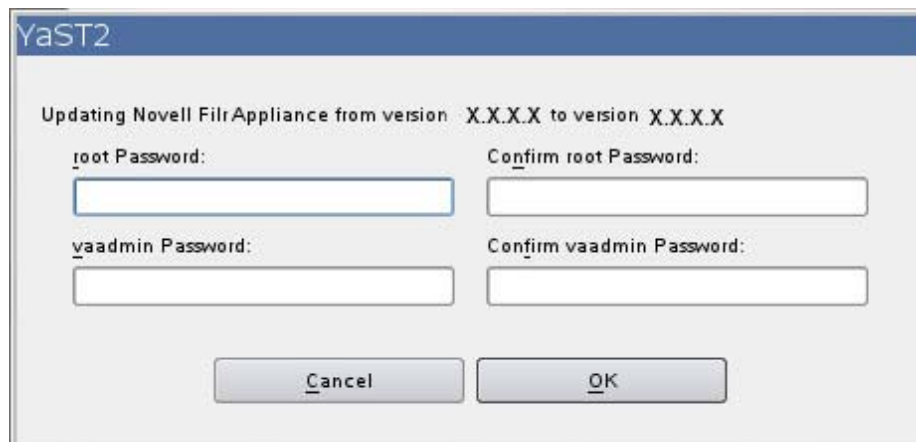 YaST2
Updating Novell Filr Appliance from version X.X.X.X to version X.X.X.X
root Password:
Confirm root Password:
vaadmin Password:
Confirm vaadmin Password:
Cancel
OK